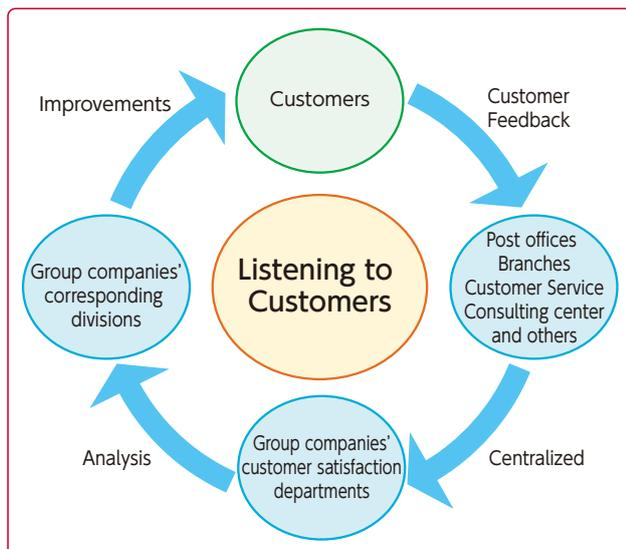 Customers
Customer
Feedback
Post offices
Branches
Customer Service
Consulting center
and others
Centralized
Group companies'
customer satisfaction
departments
Analysis
Group companies'
corresponding
divisions
Improvements
Listening to
Customers